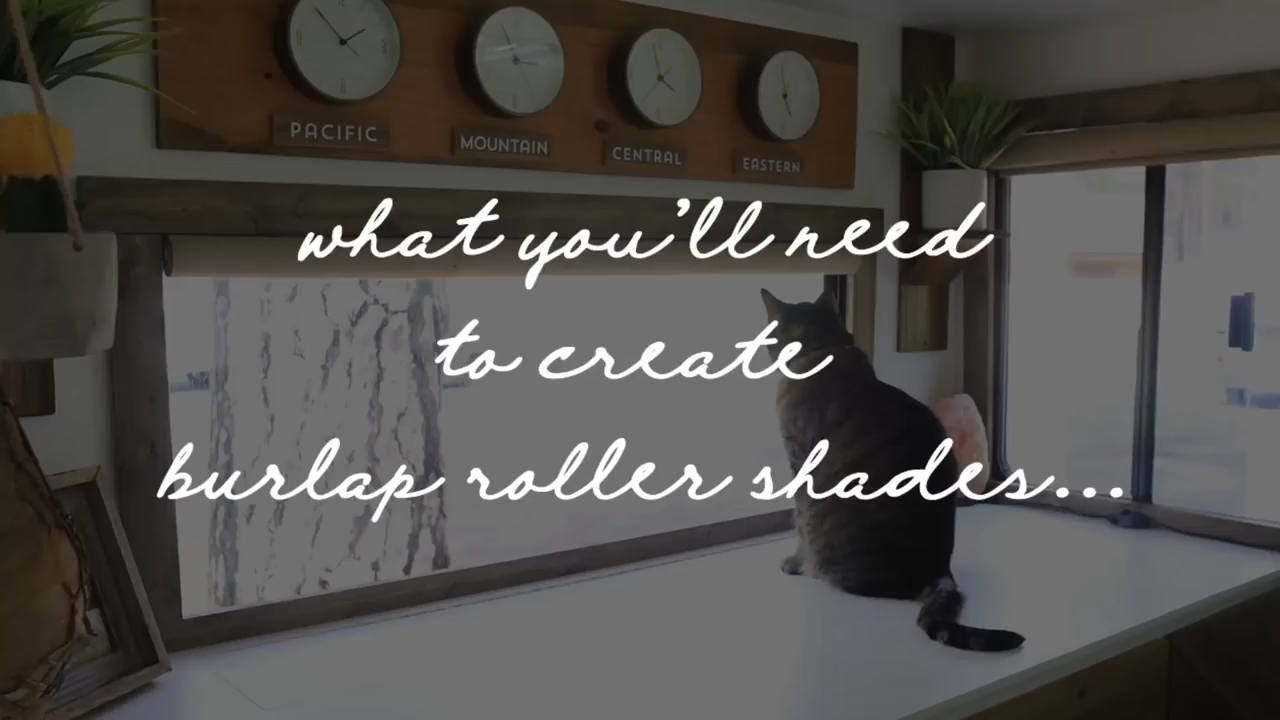 PACIFIC
MOUNTAIN
CENTRAL
EASTERN
what you'll need
to create
burlap roller shades...